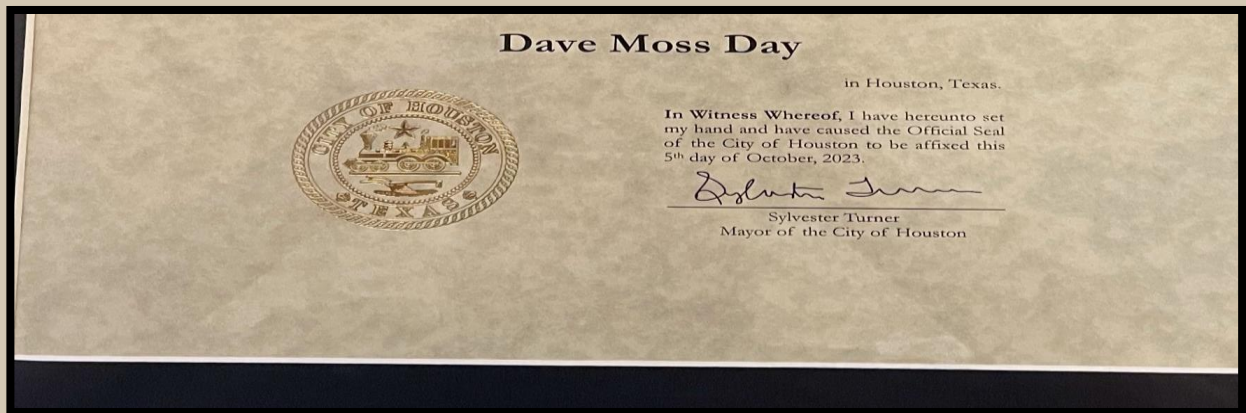 Dave Moss Day
in Houston, Texas.
CITY OF HOUSTON
TEXAS
In Witness Whereof, I have hereunto set
my hand and have caused the Official Seal
of the City of Houston to be affixed this
5th day of October, 2023.
Sylvester Turner
Sylvester Turner
Mayor of the City of Houston